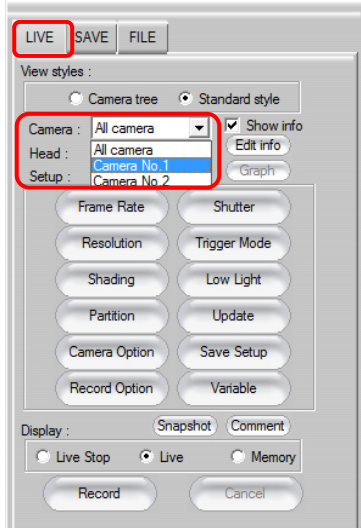 LIVE SAVE FILE
View styles :
Camera tree Standard style
Camera : All camera Show info
All camera Edit info
Head : Camera No.1
Setup : Camera No.2 Graph
Frame Rate Shutter
Resolution Trigger Mode
Shading Low Light
Partition Update
Camera Option Save Setup
Record Option Variable
Display : Snapshot Comment
Live Stop Live Memory
Record Cancel